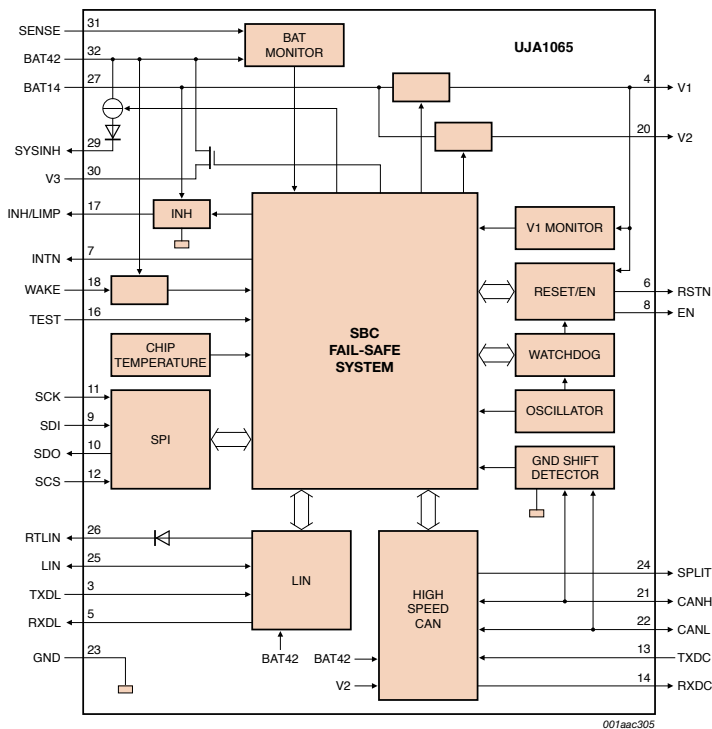 UJA1065
SENSE
31
BAT42
32
BAT14
27
BAT
MONITOR
4
V1
20
V2
SYSINH
29
V3
30
INH/LIMP
17
INH
INTN
7
WAKE
18
TEST
16
CHIP
TEMPERATURE
SBC
FAIL-SAFE
SYSTEM
V1 MONITOR
RESET/EN
6
RSTN
8
EN
WATCHDOG
OSCILLATOR
GND SHIFT
DETECTOR
SCK
11
SDI
9
SDO
10
SCS
12
SPI
RTLIN
26
LIN
25
TXDL
3
RXDL
5
GND
23
LIN
BAT42
BAT42
V2
HIGH
SPEED
CAN
24
SPLIT
21
CANH
22
CANL
13
TXDC
14
RXDC
001aac305